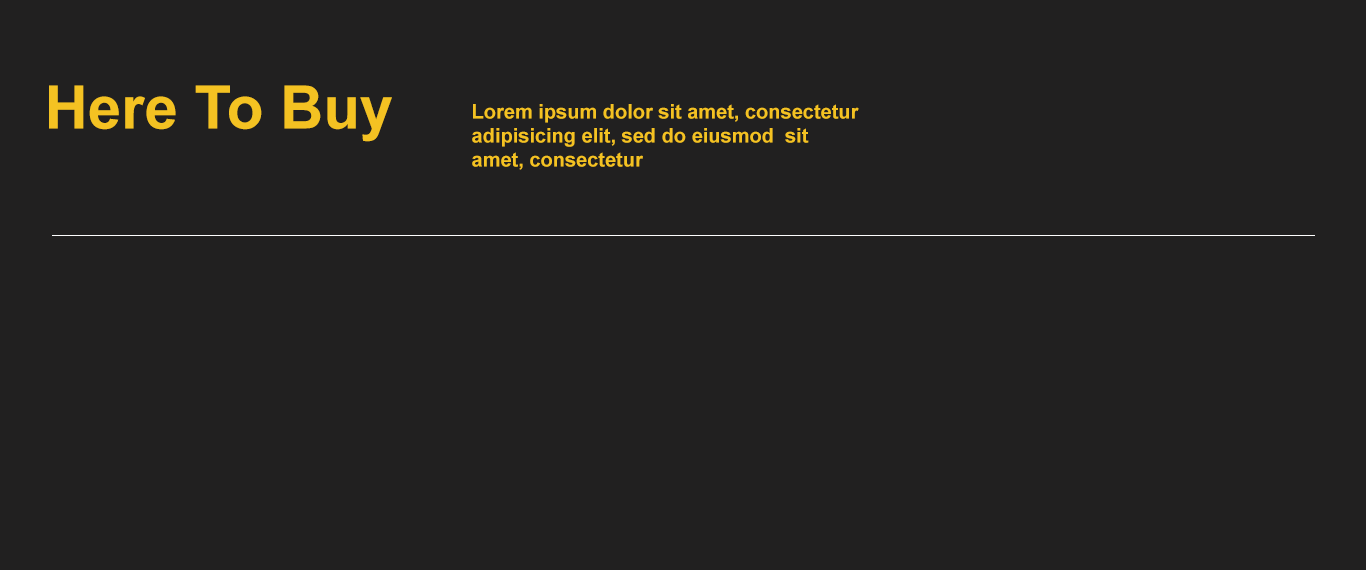 Here To Buy
Lorem ipsum dolor sit amet, consectetur
adipisicing elit, sed do eiusmod  sit
amet, consectetur